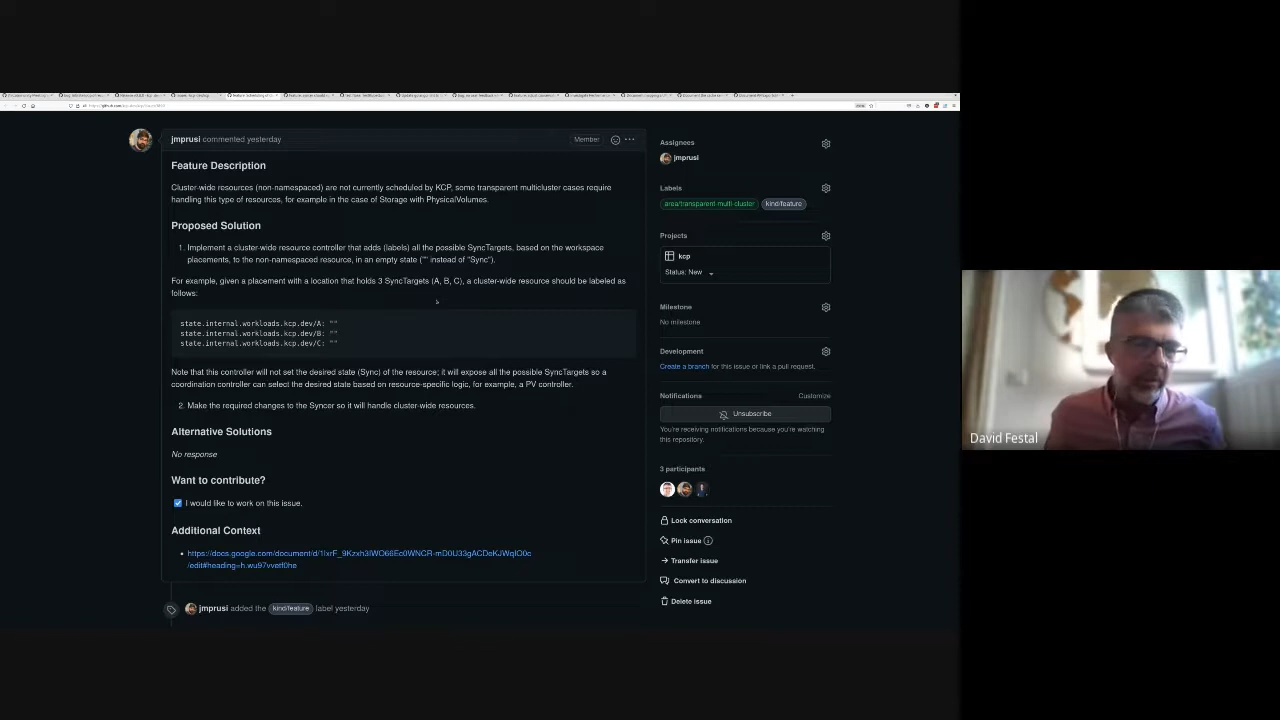 jmprusi commented yesterday
Member
Feature Description
Cluster-wide resources (non-namespaced) are not currently scheduled by KCP, some transparent multicluster cases require
handling this type of resources, for example in the case of Storage with PhysicalVolumes.
Proposed Solution
1. Implement a cluster-wide resource controller that adds (labels) all the possible SyncTargets, based on the workspace
placements, to the non-namespaced resource, in an empty state ("" instead of "Sync").
For example, given a placement with a location that holds 3 SyncTargets (A, B, C), a cluster-wide resource should be labeled as
follows:
state.internal.workloads.kcp.dev/A: ""
state.internal.workloads.kcp.dev/B: ""
state.internal.workloads.kcp.dev/C: ""
Note that this controller will not set the desired state (Sync) of the resource; it will expose all the possible SyncTargets so a
coordination controller can select the desired state based on resource-specific logic, for example, a PV controller.
2. Make the required changes to the Syncer so it will handle cluster-wide resources.
Alternative Solutions
No response
Want to contribute?
I would like to work on this issue.
Additional Context
/edit#heading=h.wu97vvetf0he
jmprusi added the kind/feature label yesterday
Assignees
jmprusi
Labels
area/transparent-multi-cluster kind/feature
Projects
kcp
Status: New
Milestone
No milestone
Development
Create a branch for this issue or link a pull request.
Notifications Customize
Unsubscribe
You're receiving notifications because you're watching
this repository.
3 participants
Lock conversation
Pin issue
Transfer issue
Convert to discussion
Delete issue
David Festal